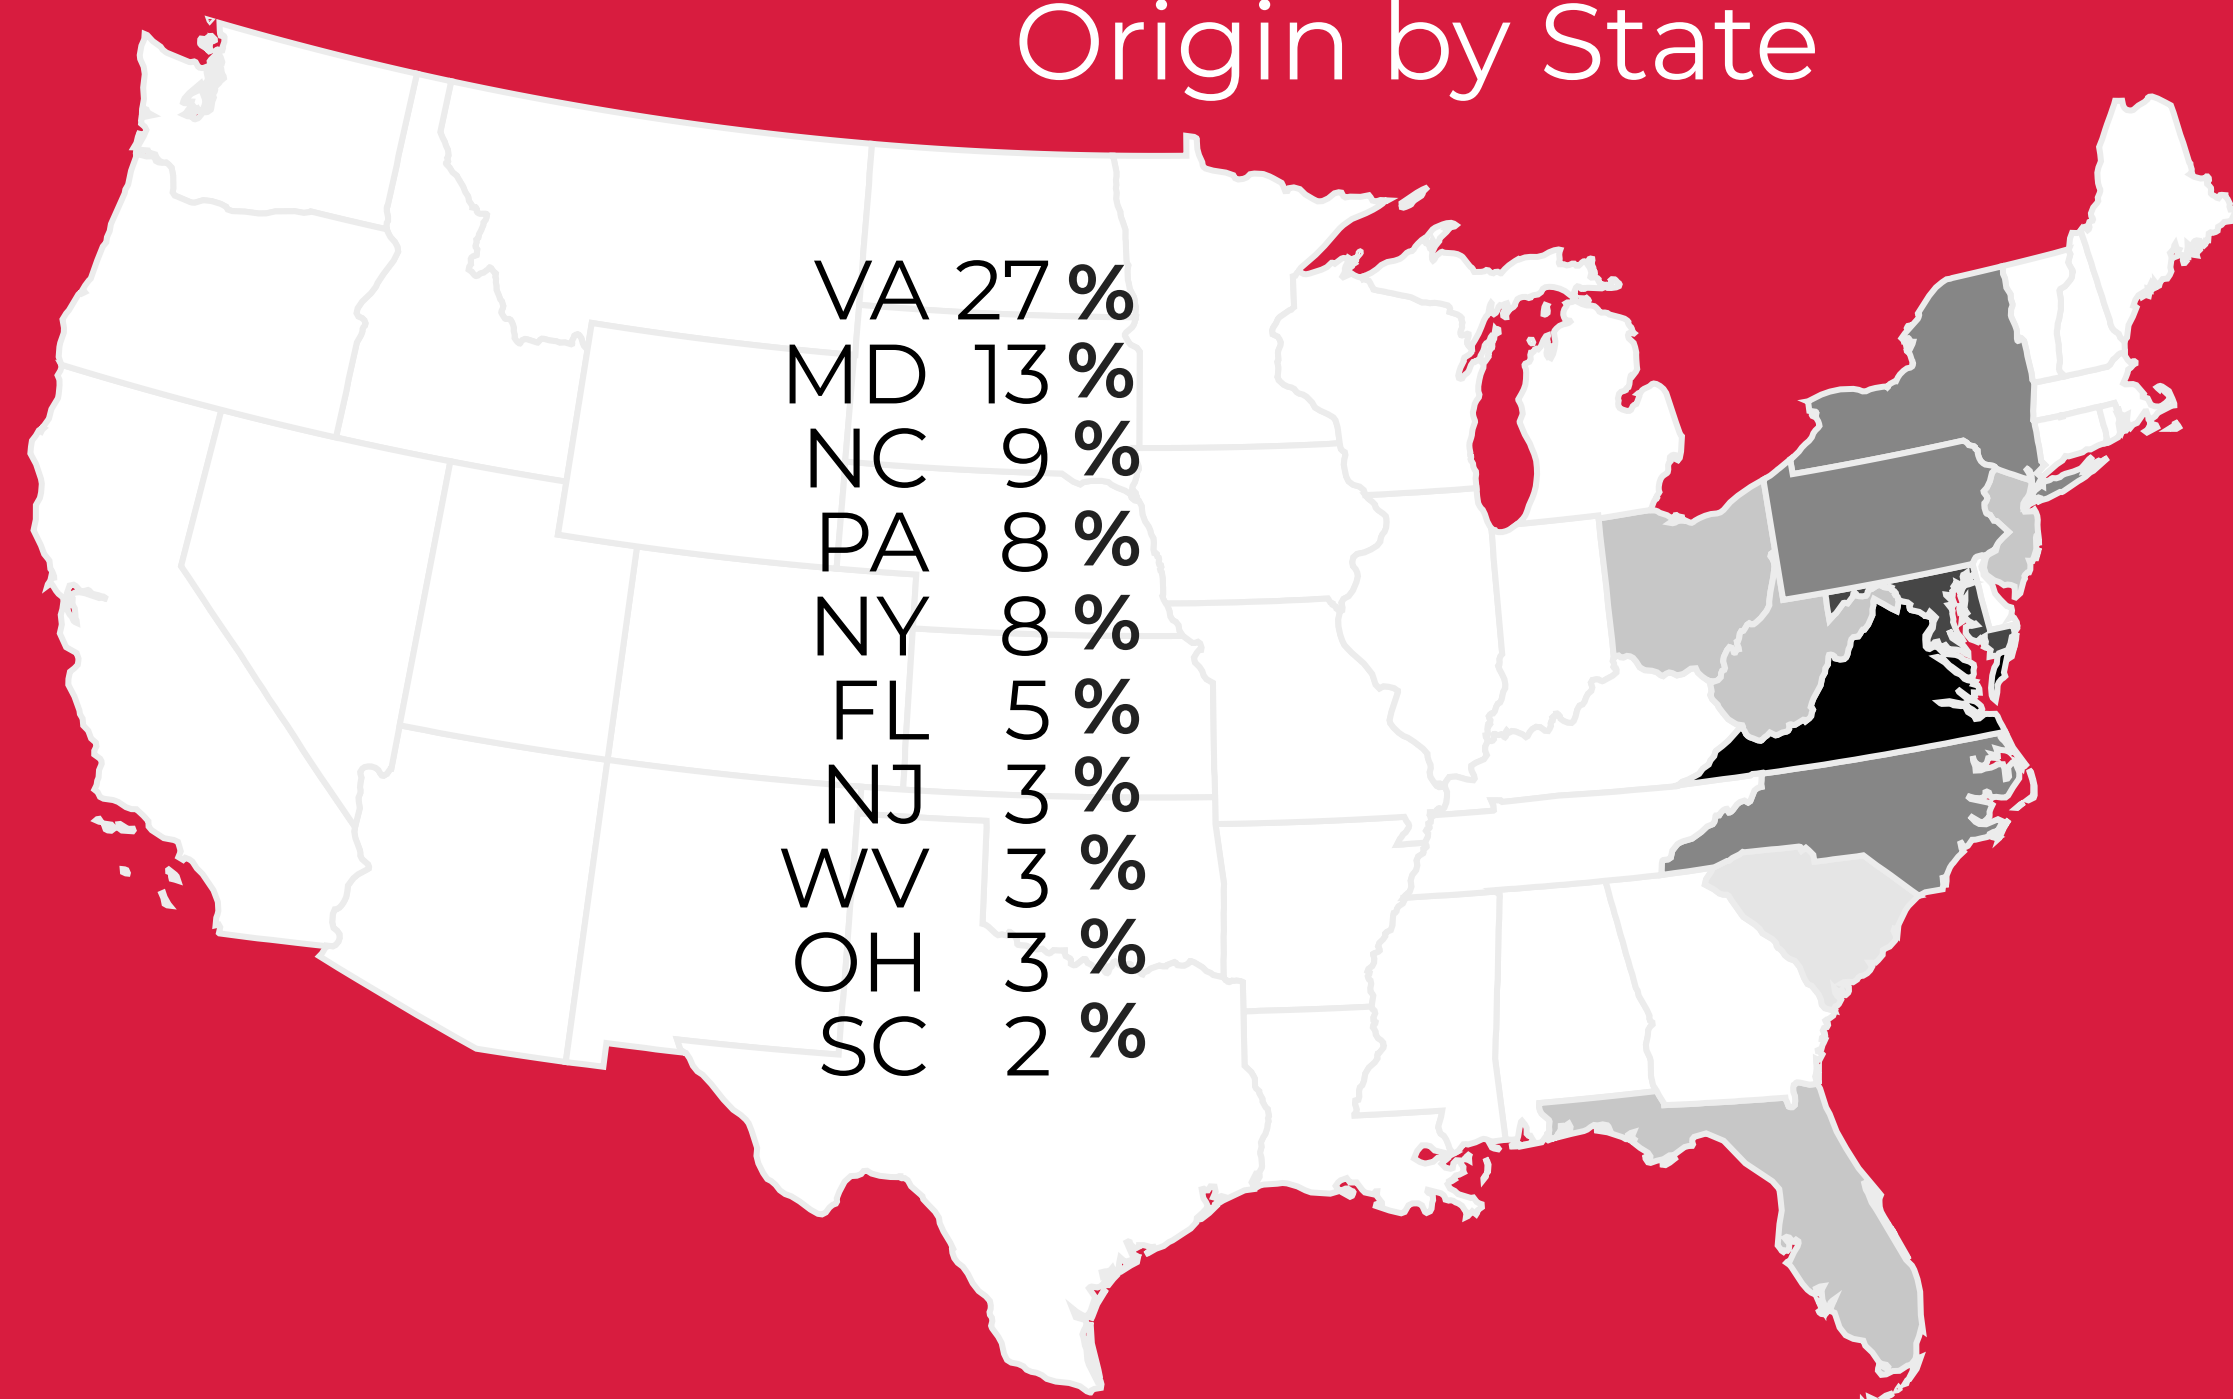 Origin by State
VA 27 %
MD 13 %
NC 9 %
PA 8 %
NY 8 %
FL 5 %
NJ 3 %
WV 3 %
OH 3 %
SC 2 %